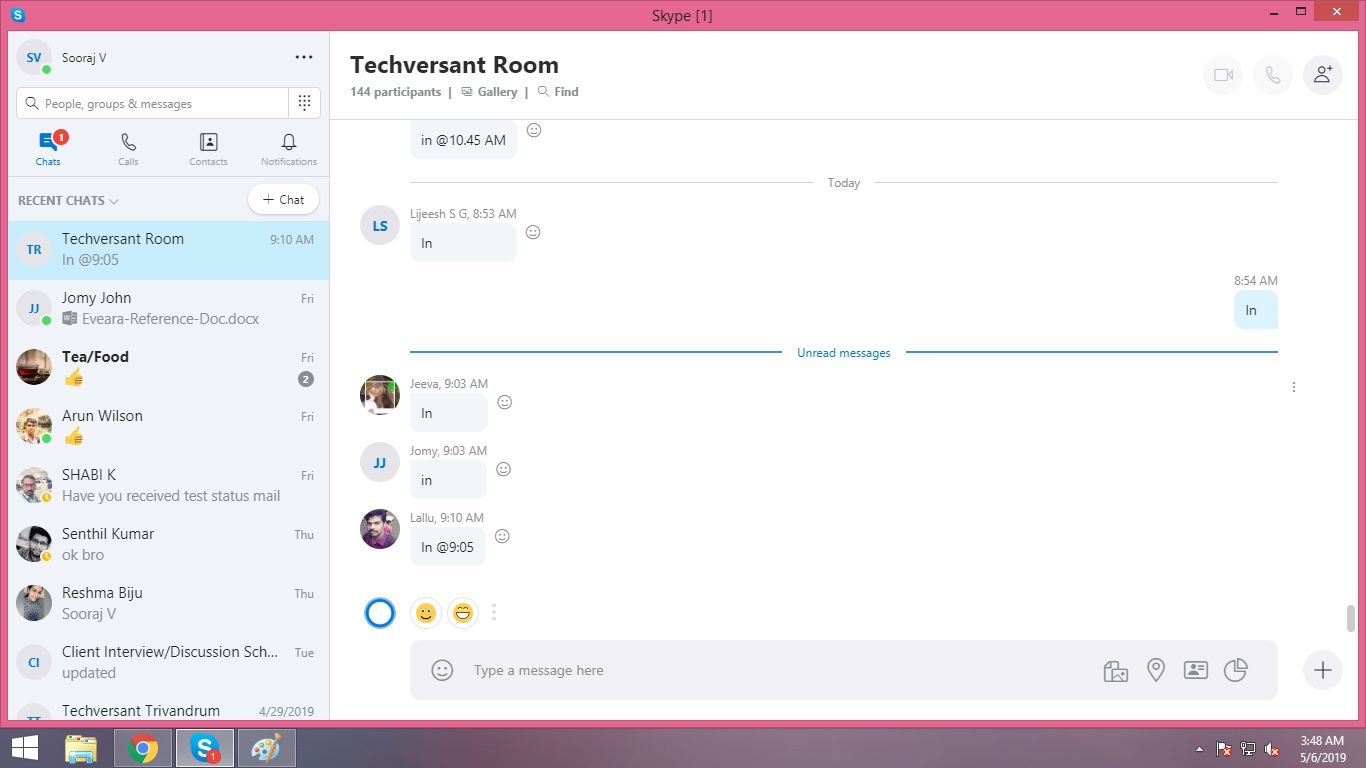 Skype [1]
SV
Sooraj V
People, groups & messages
1
Chats
Calls
Contacts
Notifications
RECENT CHATS
+ Chat
TR
Techversant Room
9:10 AM
In @9:05
JJ
Jomy John
Fri
Eveara-Reference-Doc.docx
Tea/Food
Fri
2
Arun Wilson
Fri
SHABI K
Fri
Have you received test status mail
Senthil Kumar
Thu
ok bro
Reshma Biju
Thu
Sooraj V
CI
Client Interview/Discussion Sch...
Tue
updated
TT
Techversant Trivandrum
4/29/2019
Techversant Room
144 participants | Gallery | Find
in @10.45 AM
Today
LS
Lijeesh S G, 8:53 AM
In
8:54 AM
In
Unread messages
Jeeva, 9:03 AM
In
JJ
Jomy, 9:03 AM
in
Lallu, 9:10 AM
In @9:05
Type a message here
1
3:48 AM
5/6/2019